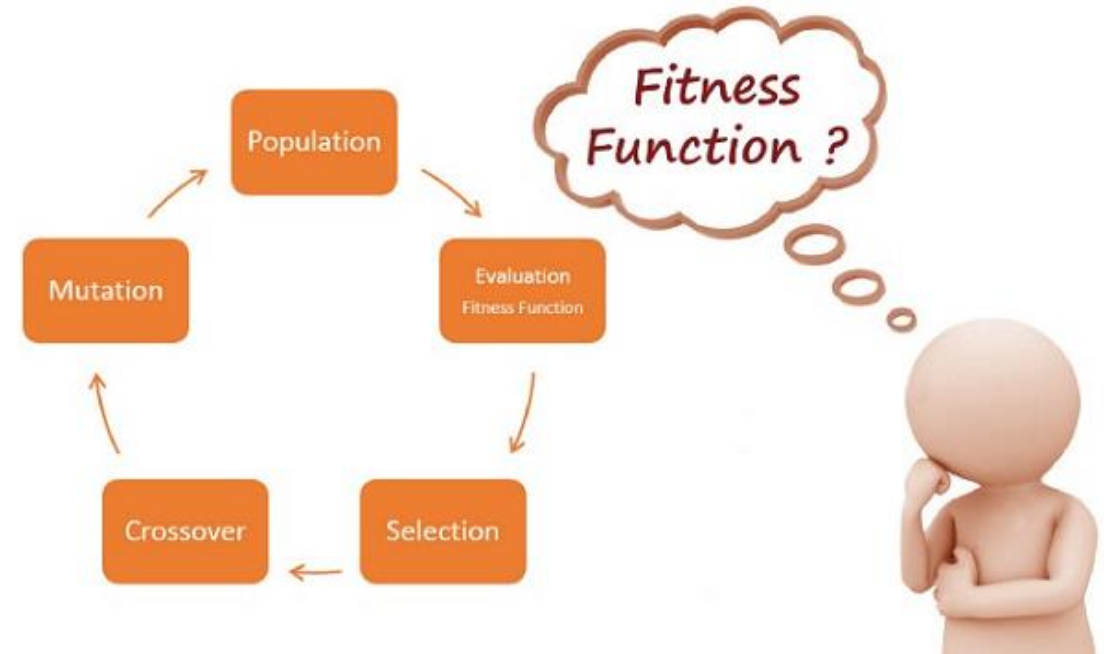 Fitness
Function ?
Population
Evaluation
Fitness Function
Selection
Crossover
Mutation